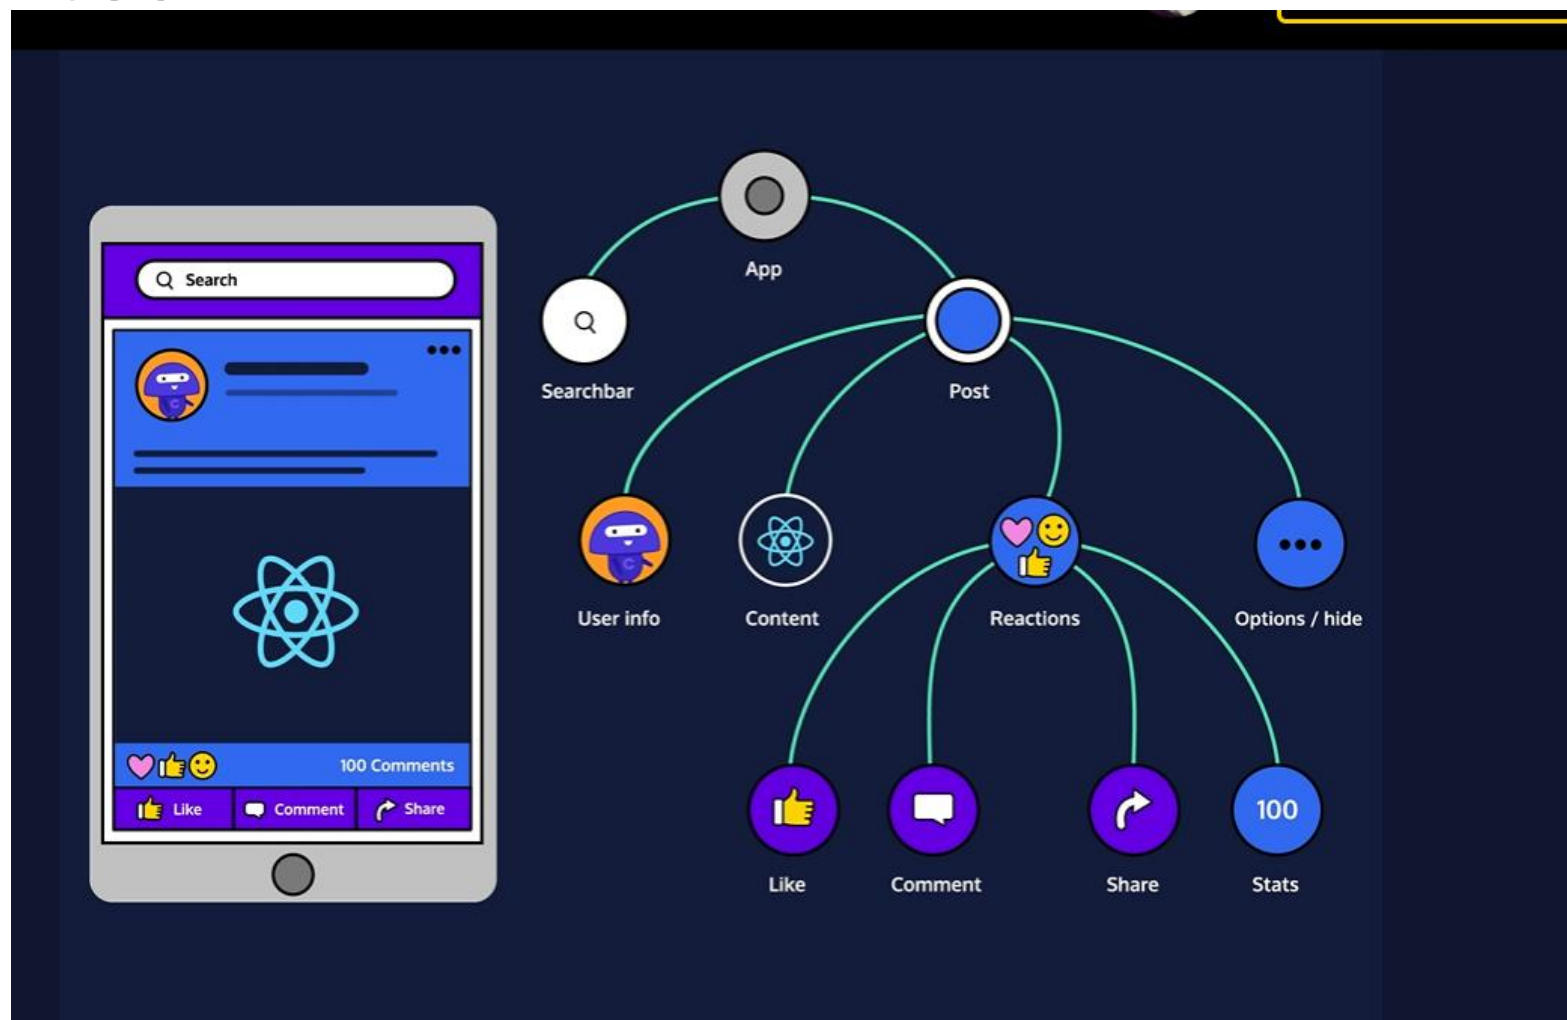 Search
100 Comments
Like
Comment
Share
App
Searchbar
Post
User info
Content
Reactions
Options / hide
100
Like
Comment
Share
Stats